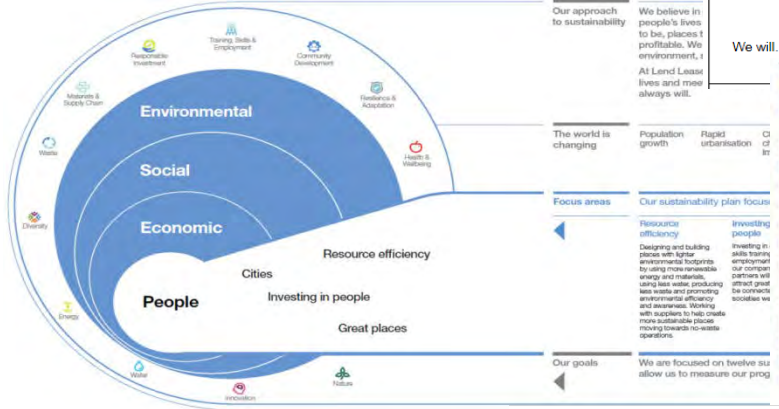 Training, Skills &
Employment
Responsible
Investment
Community
Development
Materials &
Supply Chain
Resilience &
Adaptation
Waste
Health &
Wellbeing
Diversity
Energy
Water
Innovation
Nature
Environmental
Social
Economic
People
Resource efficiency
Cities
Investing in people
Great places
Our approach
to sustainability
We believe in
people's lives
to be, places
profitable. We
environment,
At Lend Lease
lives and mee
always will.
We will.
The world is
changing
Population
growth
Rapid
urbanisation
Focus areas
Our sustainability plan focus
Resource
efficiency
Designing and building
places with lighter
environmental footprints
by using more renewable
energy and materials,
using less water, producing
less waste and promoting
environmental efficiency
and awareness. Working
with suppliers to help create
more sustainable places
moving towards no-waste
operations.
Investing
people
Investing in
skills training
employment
our compan
partners will
attract great
be connecte
societies we
Our goals
We are focused on twelve su
allow us to measure our prog